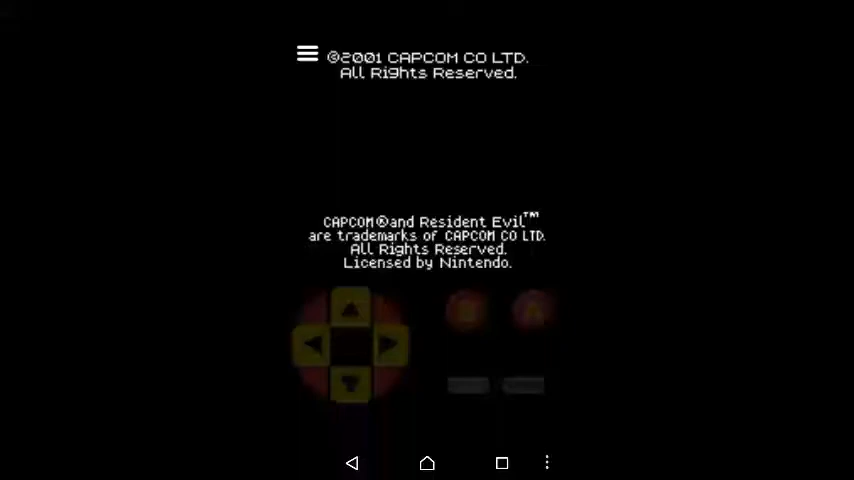 ©2001 CAPCOM CO LTD.
All Rights Reserved.
CAPCOM®and Resident Evil™
are trademarks of CAPCOM CO LTD.
All Rights Reserved.
Licensed by Nintendo.